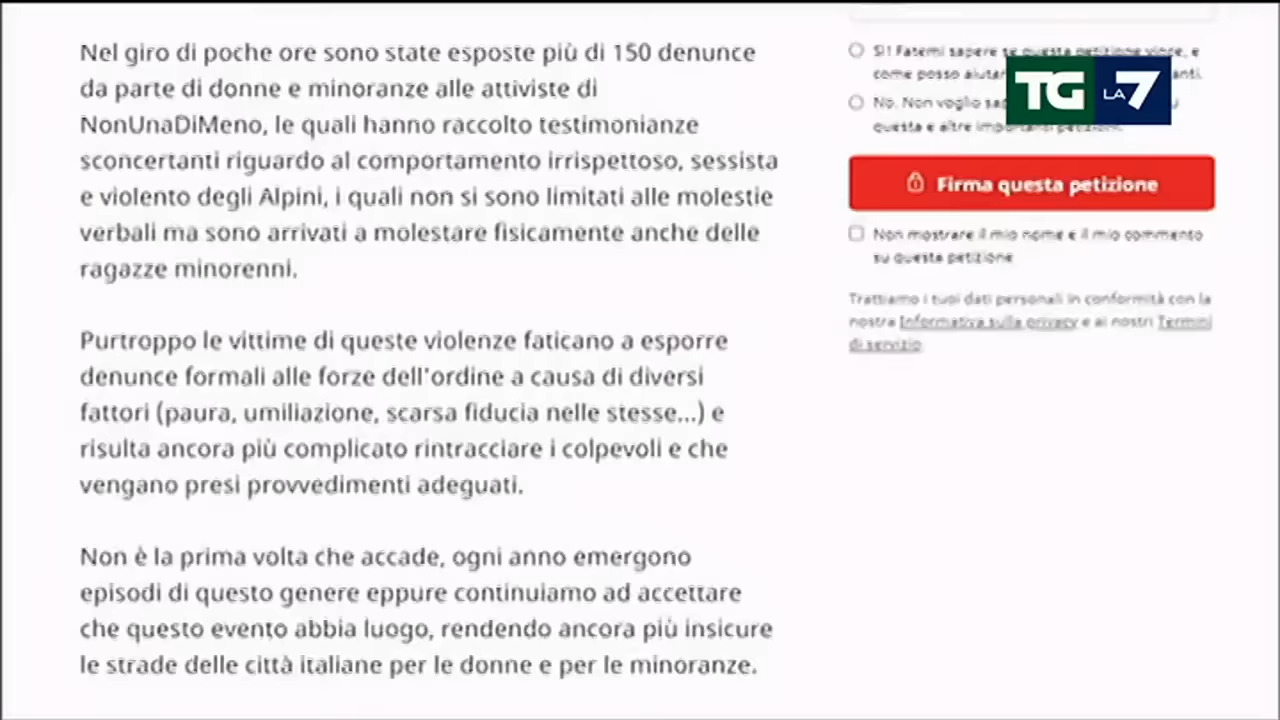 Nel giro di poche ore sono state esposte più di 150 denunce
da parte di donne e minoranze alle attiviste di
NonUnaDiMeno, le quali hanno raccolto testimonianze
sconcertanti riguardo al comportamento irrispettoso, sessista
e violento degli Alpini, i quali non si sono limitati alle molestie
verbali ma sono arrivati a molestare fisicamente anche delle
ragazze minorenni.
Purtroppo le vittime di queste violenze faticano a esporre
denunce formali alle forze dell'ordine a causa di diversi
fattori (paura, umiliazione, scarsa fiducia nelle stesse...) e
risulta ancora più complicato rintracciare i colpevoli e che
vengano presi provvedimenti adeguati.
Non è la prima volta che accade, ogni anno emergono
episodi di questo genere eppure continuiamo ad accettare
che questo evento abbia luogo, rendendo ancora più insicure
le strade delle città italiane per le donne e per le minoranze.
Sì! Fatemi sapere se questa petizione vince, e
come posso aiutar
No. Non voglio sap
questa e altre importanti petizioni.
TG LA7
Firma questa petizione
Non mostrare il mio nome e il mio commento
su questa petizione
Trattiamo i tuoi dati personali in conformità con la
nostra Informativa sulla privacy e ai nostri Termini
di servizio